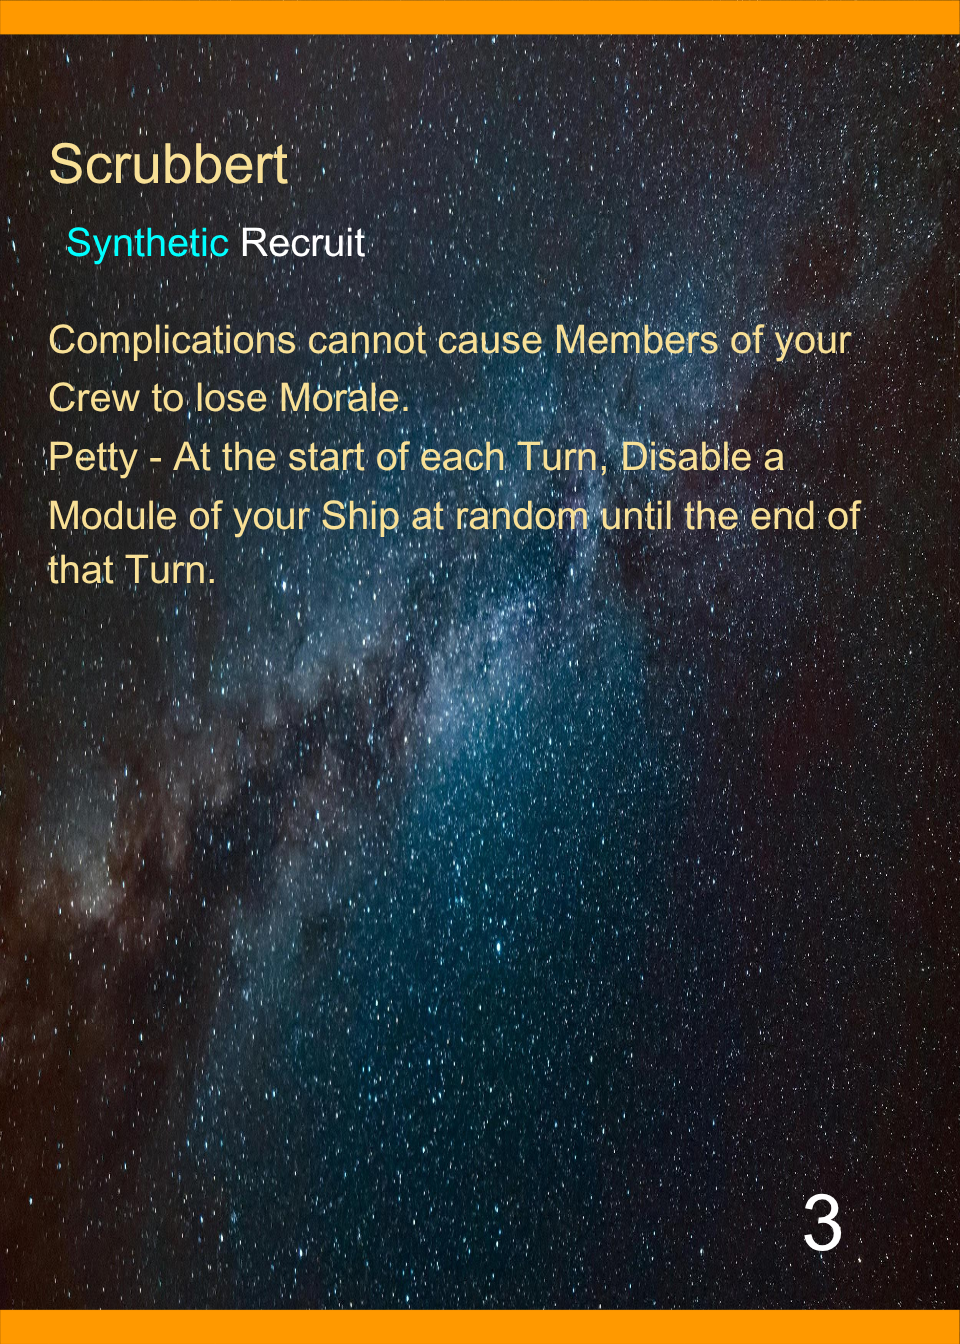 Scrubbert
Synthetic Recruit
Complications cannot cause Members of your
Crew to lose Morale.
Petty - At the start of each Turn, Disable a
Module of your Ship at random until the end of
that Turn.
3